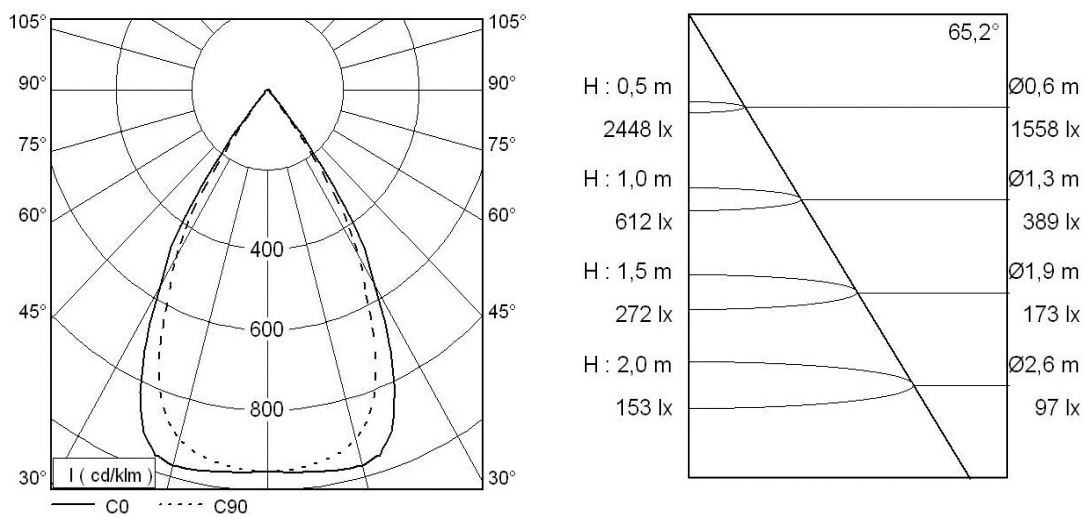 105° 105°
90° 90°
75° 75°
60° 60°
45° 45°
30° 30°
400
600
800
I ( cd/klm )
C0 C90
65,2°
H : 0,5 m Ø0,6 m
2448 lx 1558 lx
H : 1,0 m Ø1,3 m
612 lx 389 lx
H : 1,5 m Ø1,9 m
272 lx 173 lx
H : 2,0 m Ø2,6 m
153 lx 97 lx